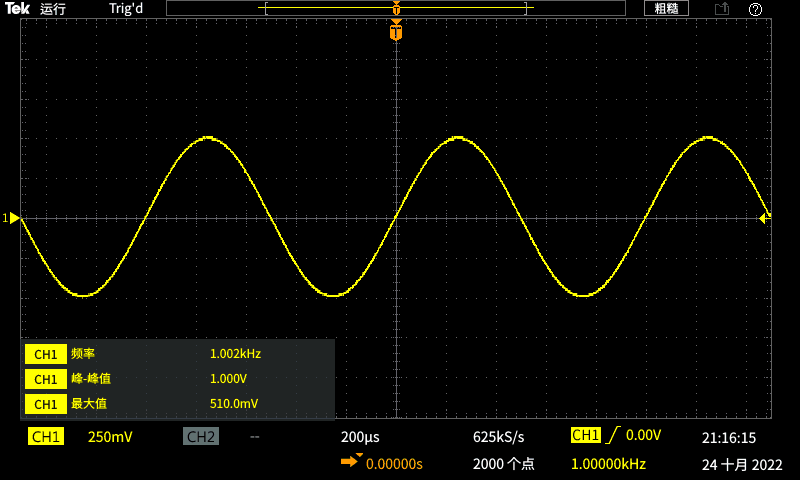 Tek 运行 Trig'd 粗糙
T
T
1
CH1 频率 1.002kHz
CH1 峰-峰值 1.000V
CH1 最大值 510.0mV
CH1 250mV CH2 -- 200μs 625kS/s CH1 0.00V 21:16:15
0.00000s 2000 个点 1.00000kHz 24 十月 2022